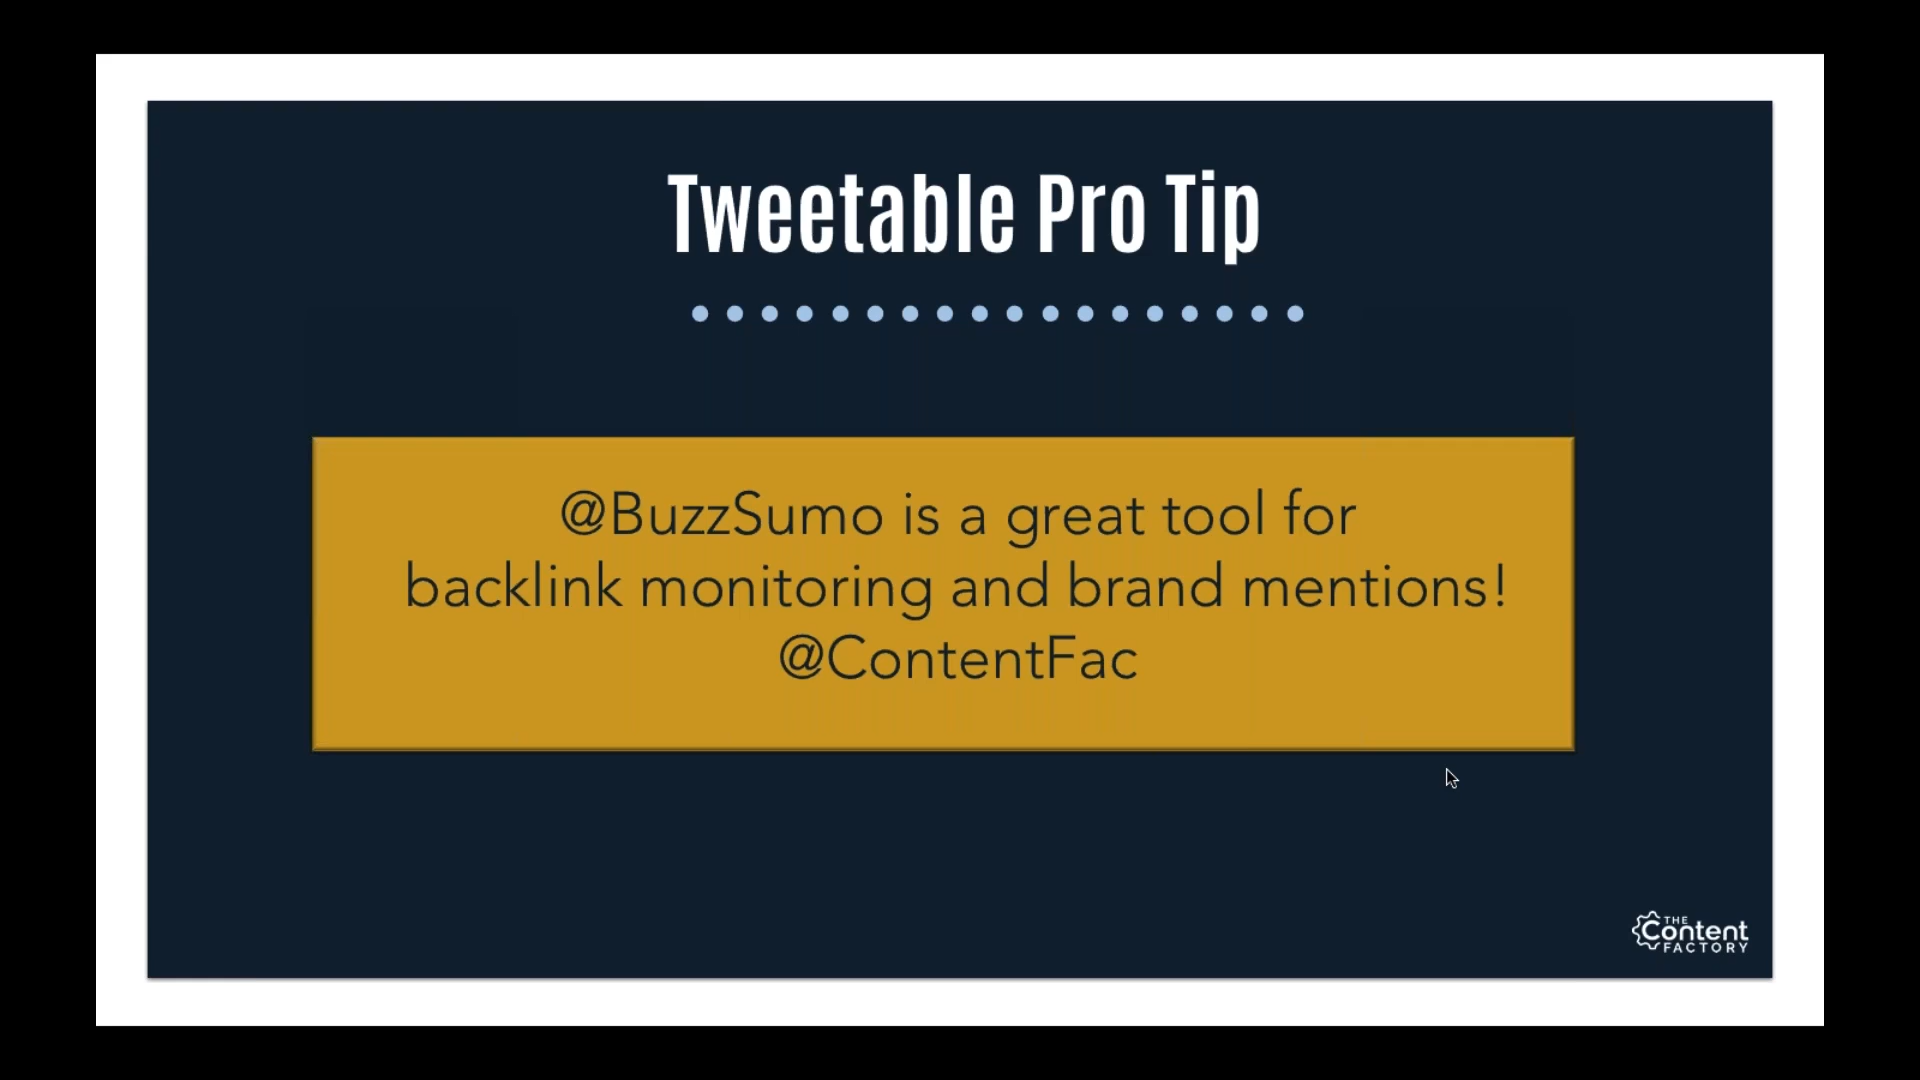 Tweetable Pro Tip
@BuzzSumo is a great tool for
backlink monitoring and brand mentions!
@ContentFac
THE
Content
FACTORY